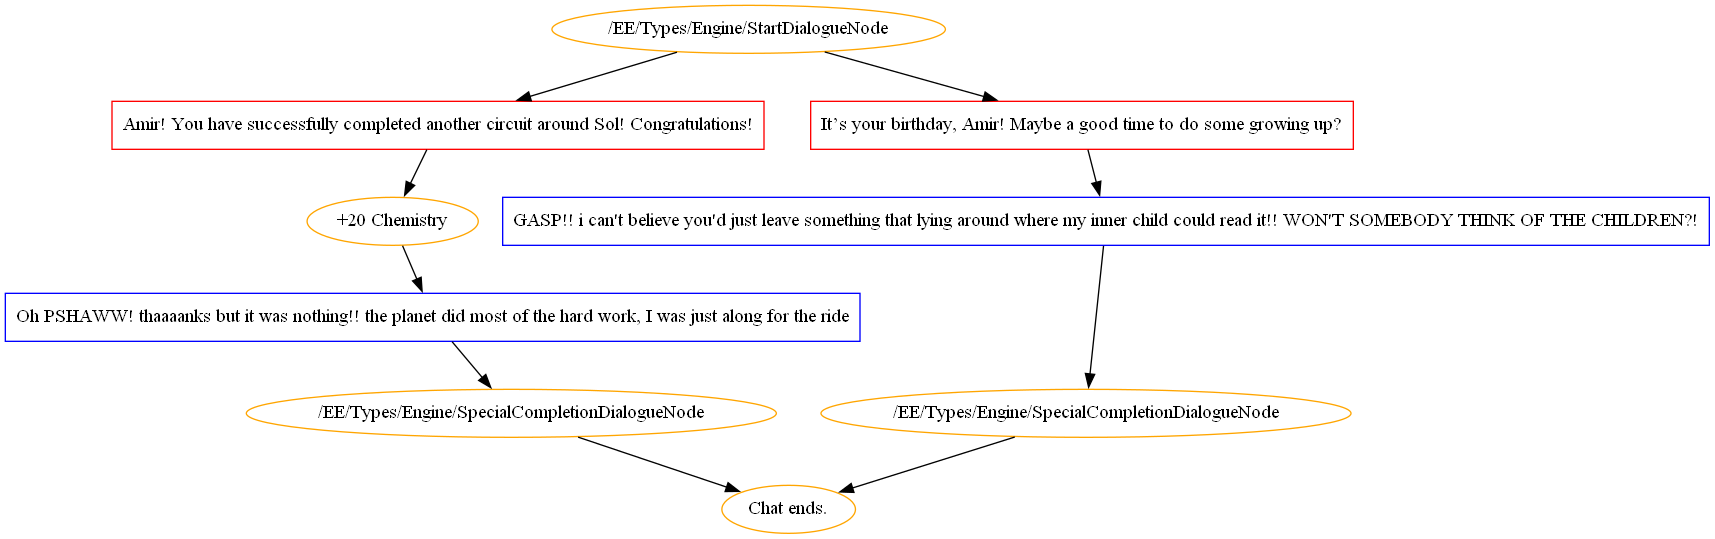 /EE/Types/Engine/StartDialogueNode
Amir! You have successfully completed another circuit around Sol! Congratulations!
It’s your birthday, Amir! Maybe a good time to do some growing up?
+20 Chemistry
GASP!! i can't believe you'd just leave something that lying around where my inner child could read it!! WON'T SOMEBODY THINK OF THE CHILDREN?!
Oh PSHAWW! thaaaanks but it was nothing!! the planet did most of the hard work, I was just along for the ride
/EE/Types/Engine/SpecialCompletionDialogueNode
/EE/Types/Engine/SpecialCompletionDialogueNode
Chat ends.